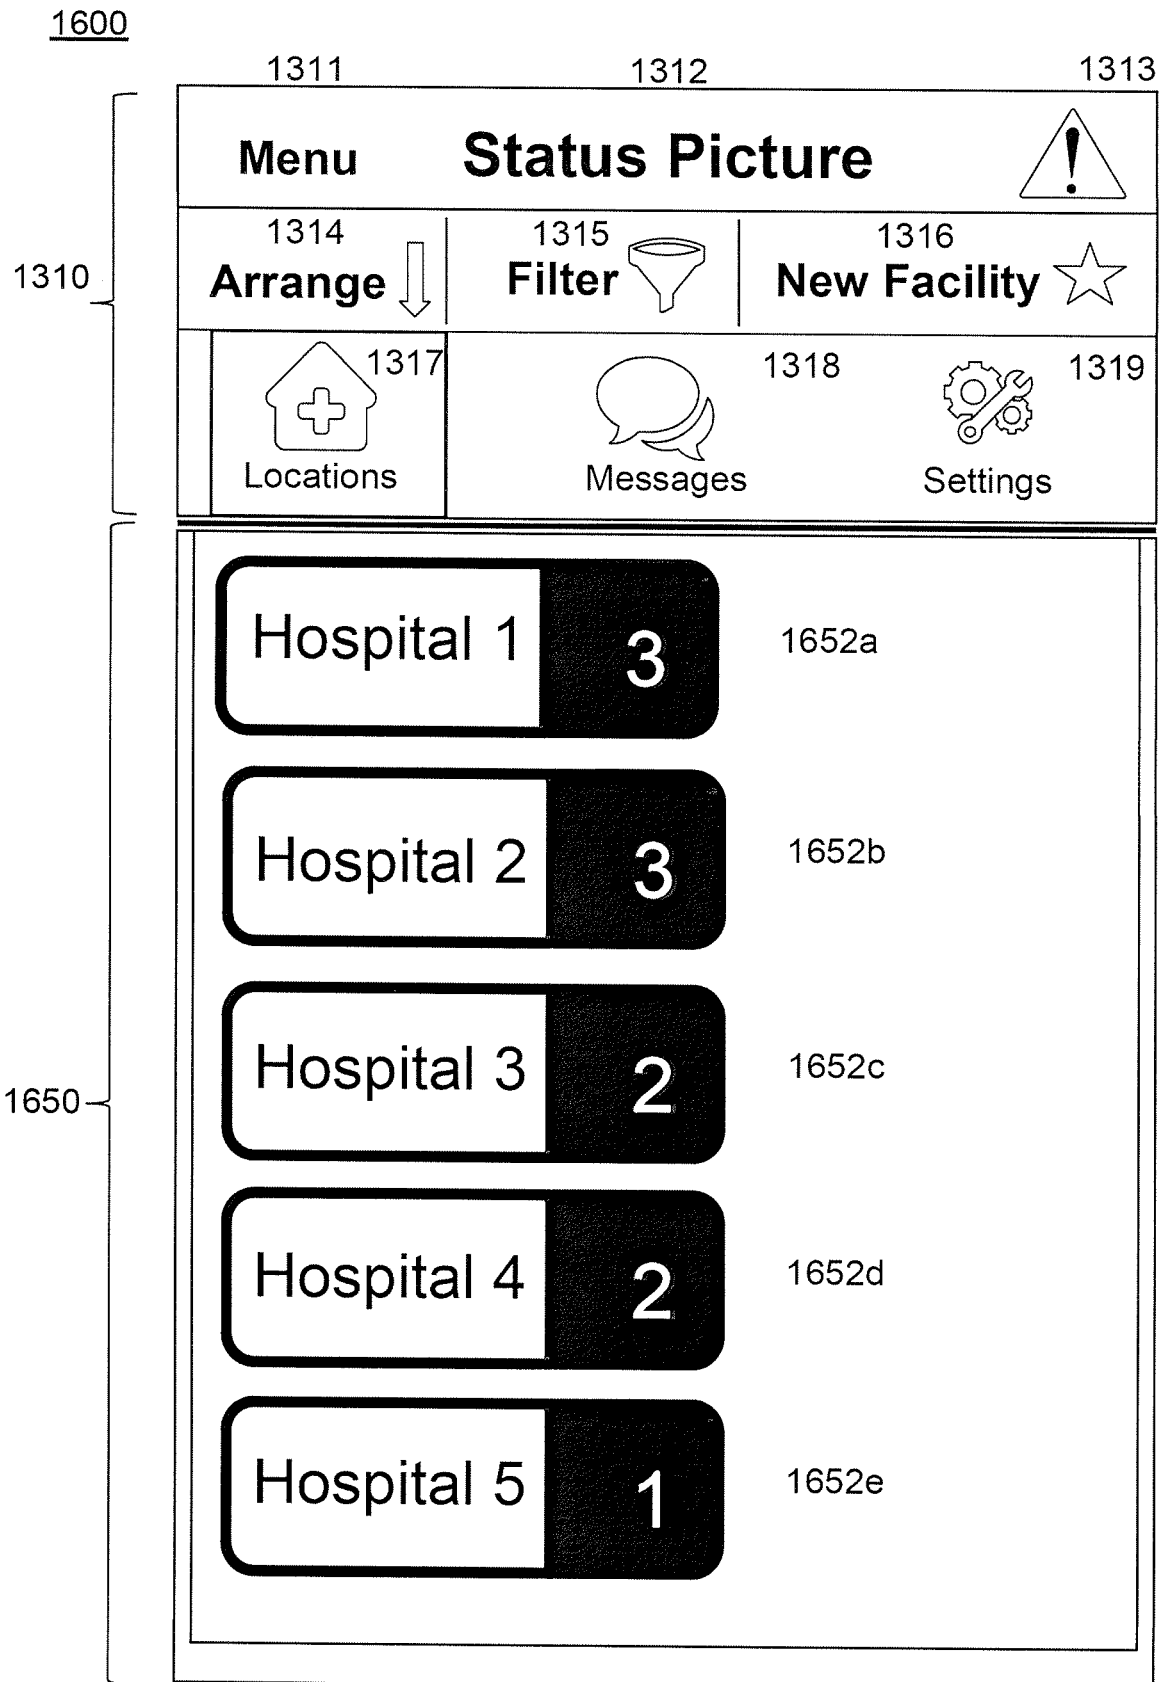 1600
1311 1312 1313
Menu Status Picture !
1314 1315 1316
1310 Arrange Filter New Facility
1317 1318 1319
Locations Messages Settings
Hospital 1 3 1652a
Hospital 2 3 1652b
Hospital 3 2 1652c
1650
Hospital 4 2 1652d
Hospital 5 1 1652e